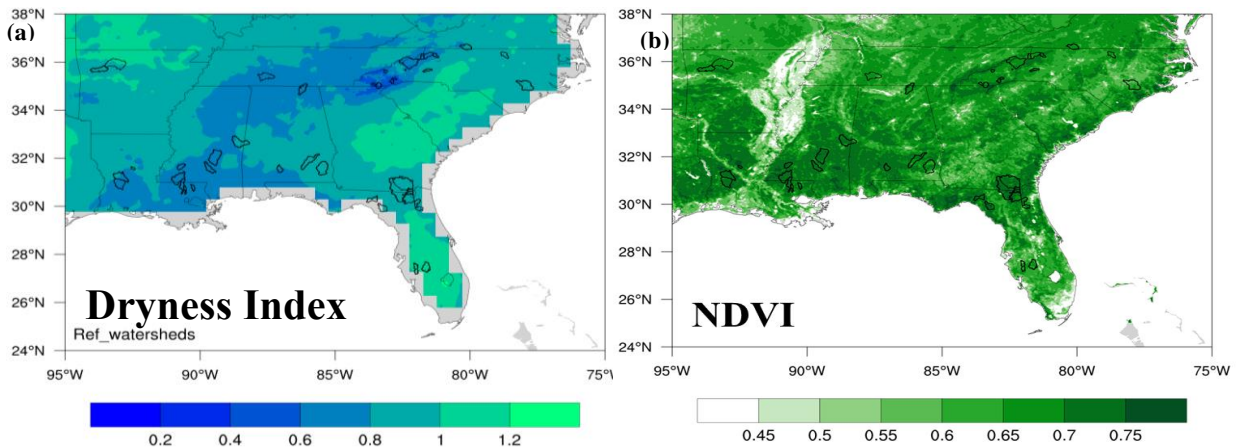 (a)
38°N
36°N
34°N
32°N
30°N
28°N
26°N
24°N
Dryness Index
Ref_watersheds
95°W 90°W 85°W 80°W 75°W
0.2 0.4 0.6 0.8 1 1.2
(b)
38°N
36°N
34°N
32°N
30°N
28°N
26°N
24°N
NDVI
95°W 90°W 85°W 80°W 75°W
0.45 0.5 0.55 0.6 0.65 0.7 0.75